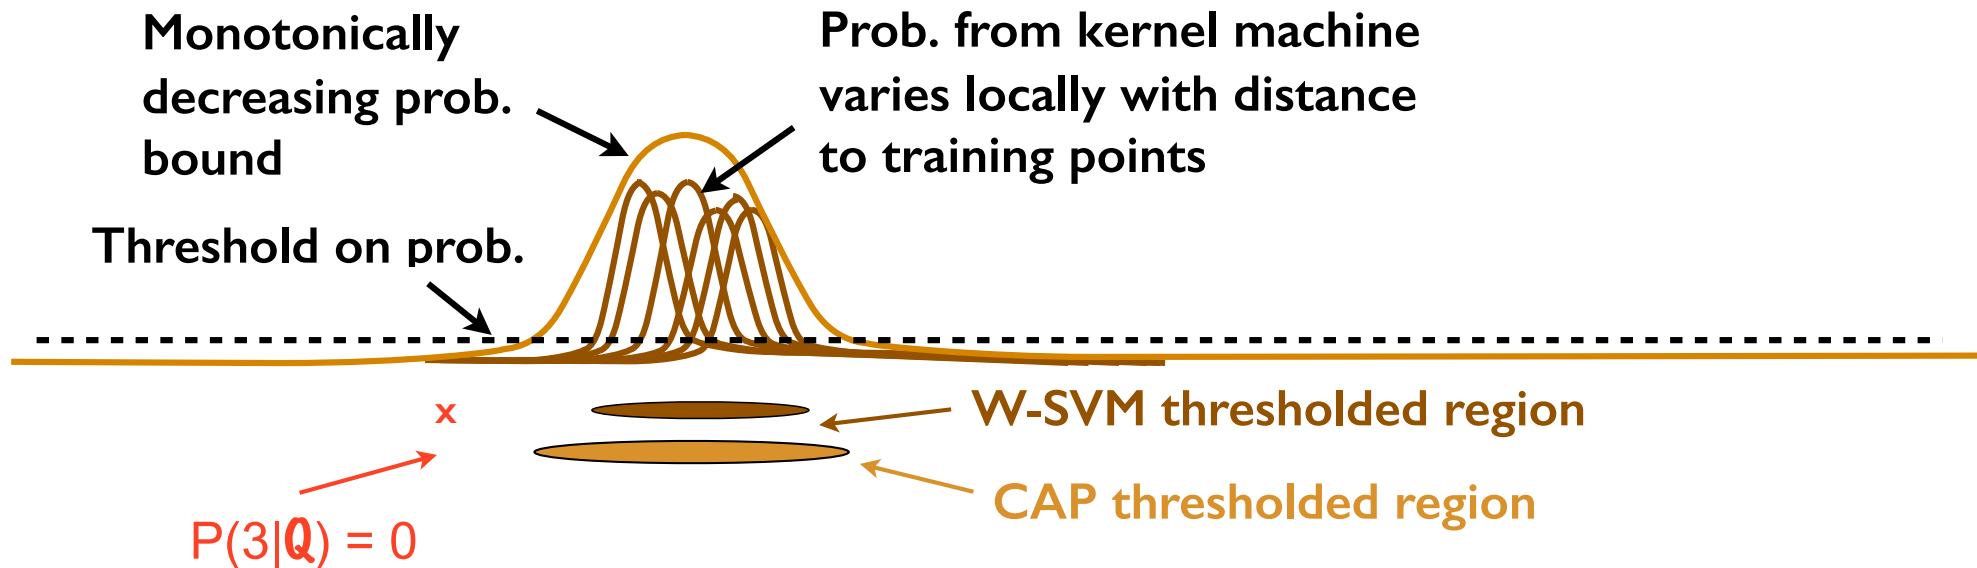 Monotonically
decreasing prob.
bound
Prob. from kernel machine
varies locally with distance
to training points
Threshold on prob.
x
W-SVM thresholded region
CAP thresholded region
P(3|Q) = 0